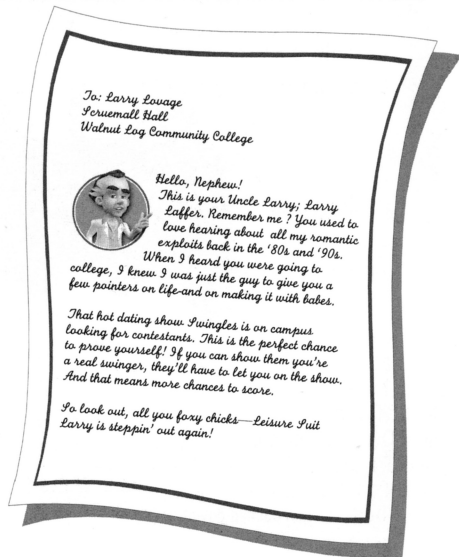 To: Larry Lovage
Scruemall Hall
Walnut Log Community College
Hello, Nephew!
This is your Uncle Larry; Larry
Laffer. Remember me? You used to
love hearing about all my romantic
exploits back in the '80s and '90s.
When I heard you were going to
college, I knew I was just the guy to give you a
few pointers on life-and on making it with babes.
That hot dating show Swingles is on campus
looking for contestants. This is the perfect chance
to prove yourself! If you can show them you're
a real swinger, they'll have to let you on the show.
And that means more chances to score.
So look out, all you foxy chicks—Leisure Suit
Larry is steppin' out again!